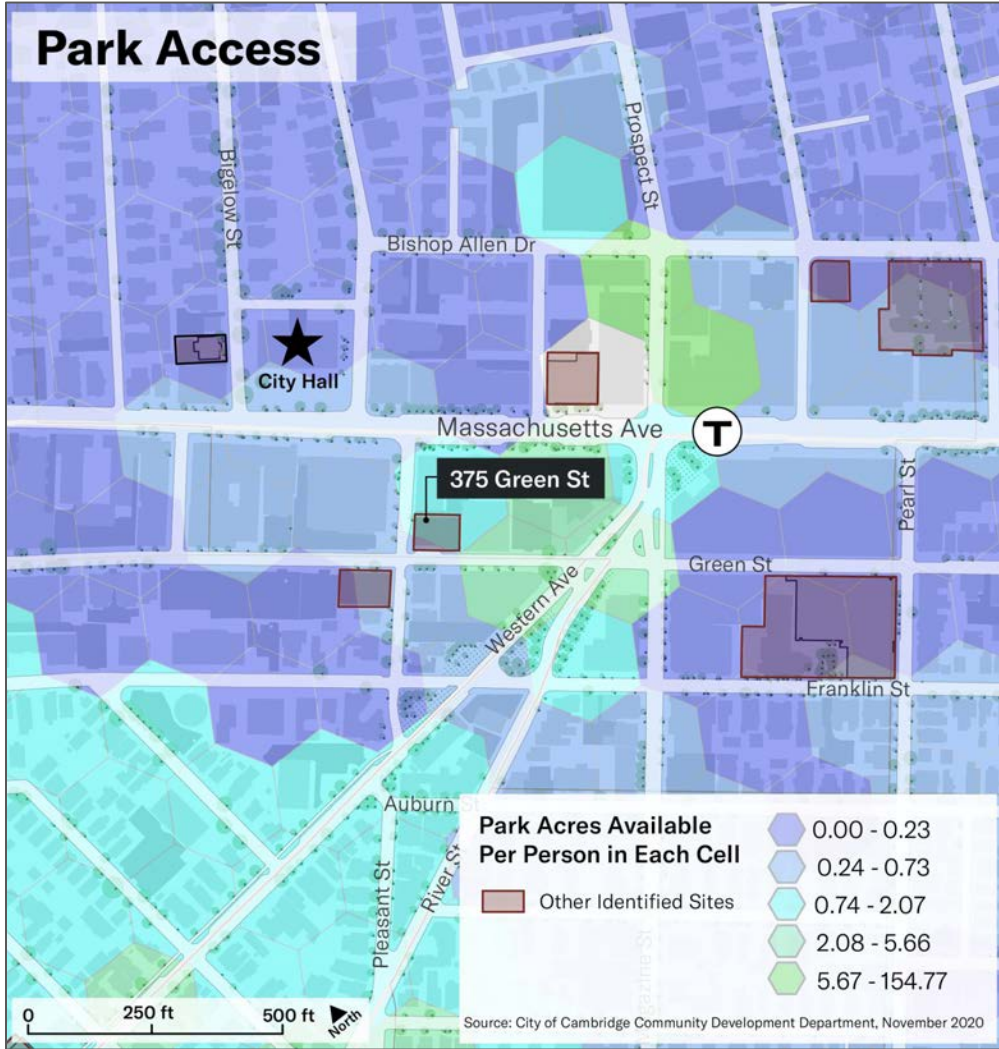 Park Access
Prospect St
Bigelow St
Bishop Allen Dr
City Hall
Massachusetts Ave
T
375 Green St
Pearl St
Green St
Western Ave
Franklin St
Auburn St
Pleasant St
River St
Park Acres Available
Per Person in Each Cell
Other Identified Sites
0.00 - 0.23
0.24 - 0.73
0.74 - 2.07
2.08 - 5.66
5.67 - 154.77
0 250 ft 500 ft
North
Source: City of Cambridge Community Development Department, November 2020